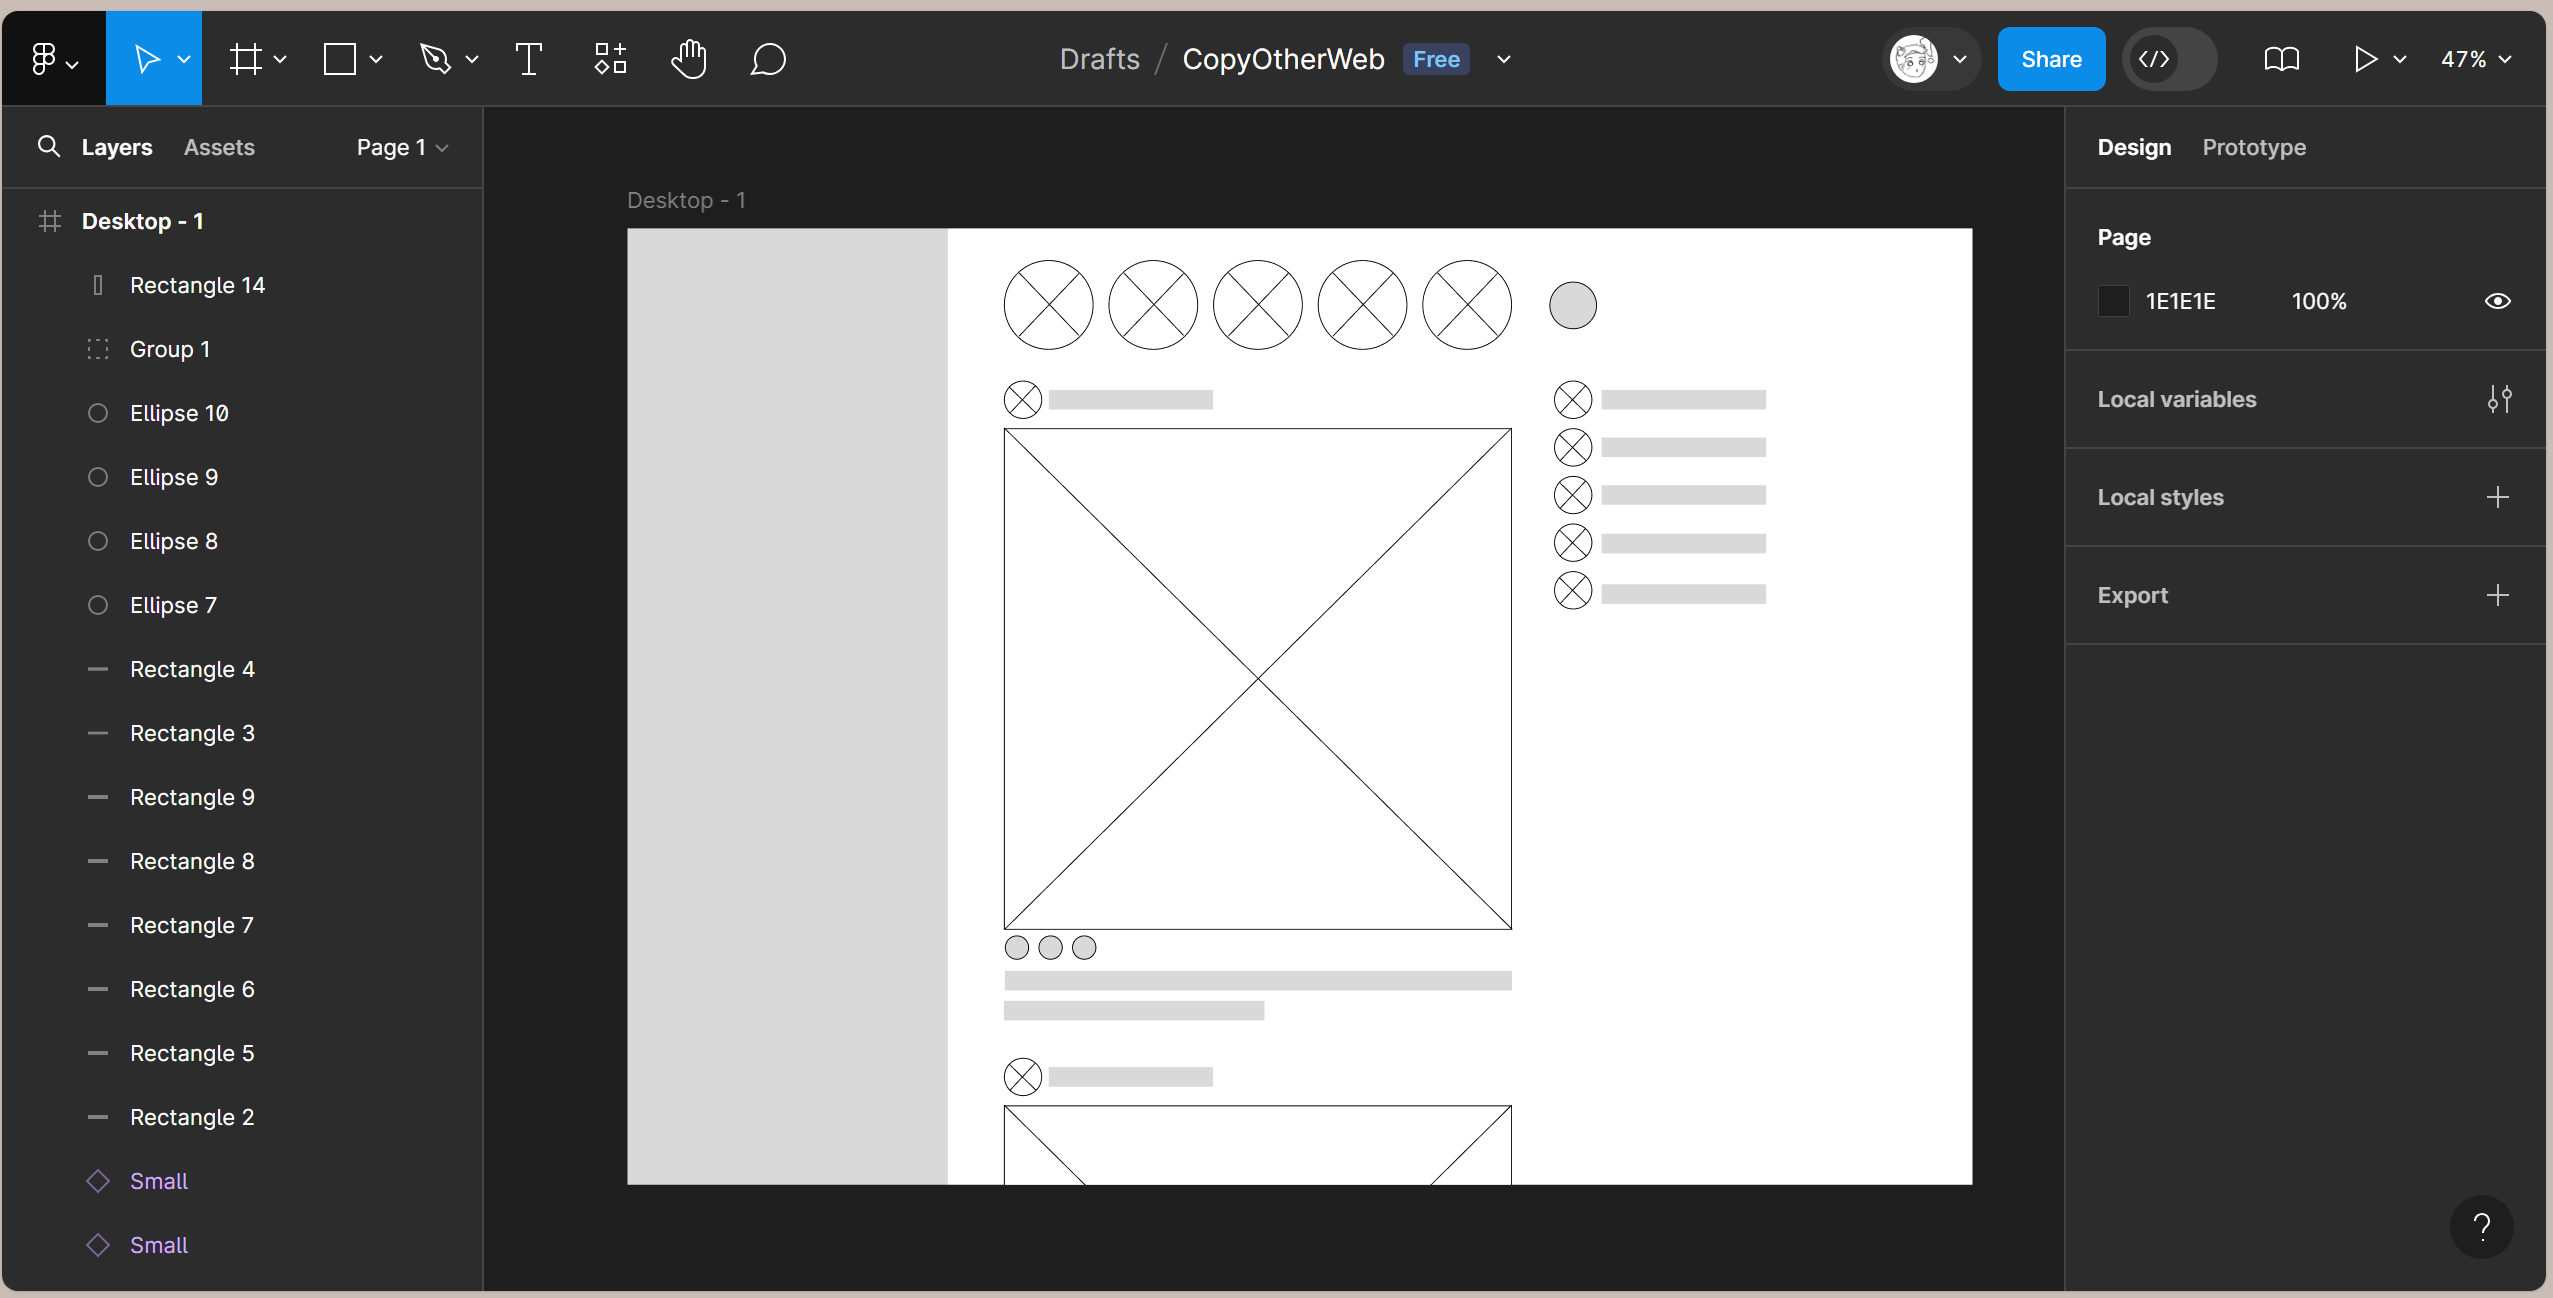 Drafts / CopyOtherWeb Free
Share
47%
Layers Assets Page 1
Design Prototype
Desktop - 1
Desktop - 1
Page
1E1E1E 100%
Rectangle 14
Group 1
Ellipse 10
Ellipse 9
Ellipse 8
Ellipse 7
Rectangle 4
Rectangle 3
Rectangle 9
Rectangle 8
Rectangle 7
Rectangle 6
Rectangle 5
Rectangle 2
Small
Small
Local variables
Local styles
Export
?